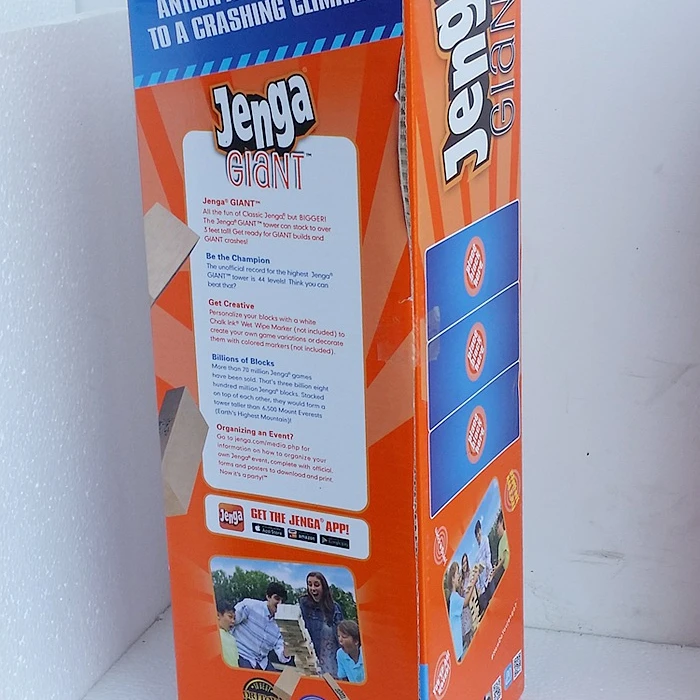 TO A CRASHING
Jenga®
GIANT™
Jenga® GIANT™
All the fun of Classic Jenga® but BIGGER!
The Jenga® GIANT™ tower can stack to over
3 feet tall! Get ready for GIANT builds and
GIANT crashes!
Be the Champion
The unofficial record for the highest Jenga®
GIANT™ tower is 44 levels! Think you can
beat that?
Get Creative
Personalize your blocks with a white
Chalk Ink® Wet Wipe Marker (not included) to
create your own game variations or decorate
them with colored markers (not included).
Billions of Blocks
More than 70 million Jenga® games
have been sold. That's three billion eight
hundred million Jenga® blocks. Stacked
on top of each other, they would form a
tower taller than 6,500 Mount Everests
(Earth's Highest Mountain)!
Organizing an Event?
Go to jenga.com/media.php for
information on how to organize your
own Jenga® event, complete with official
forms and posters to download and print.
Now it's a party!™
Jenga
GET THE JENGA® APP!
App Store
amazon
Jeng
GIAN